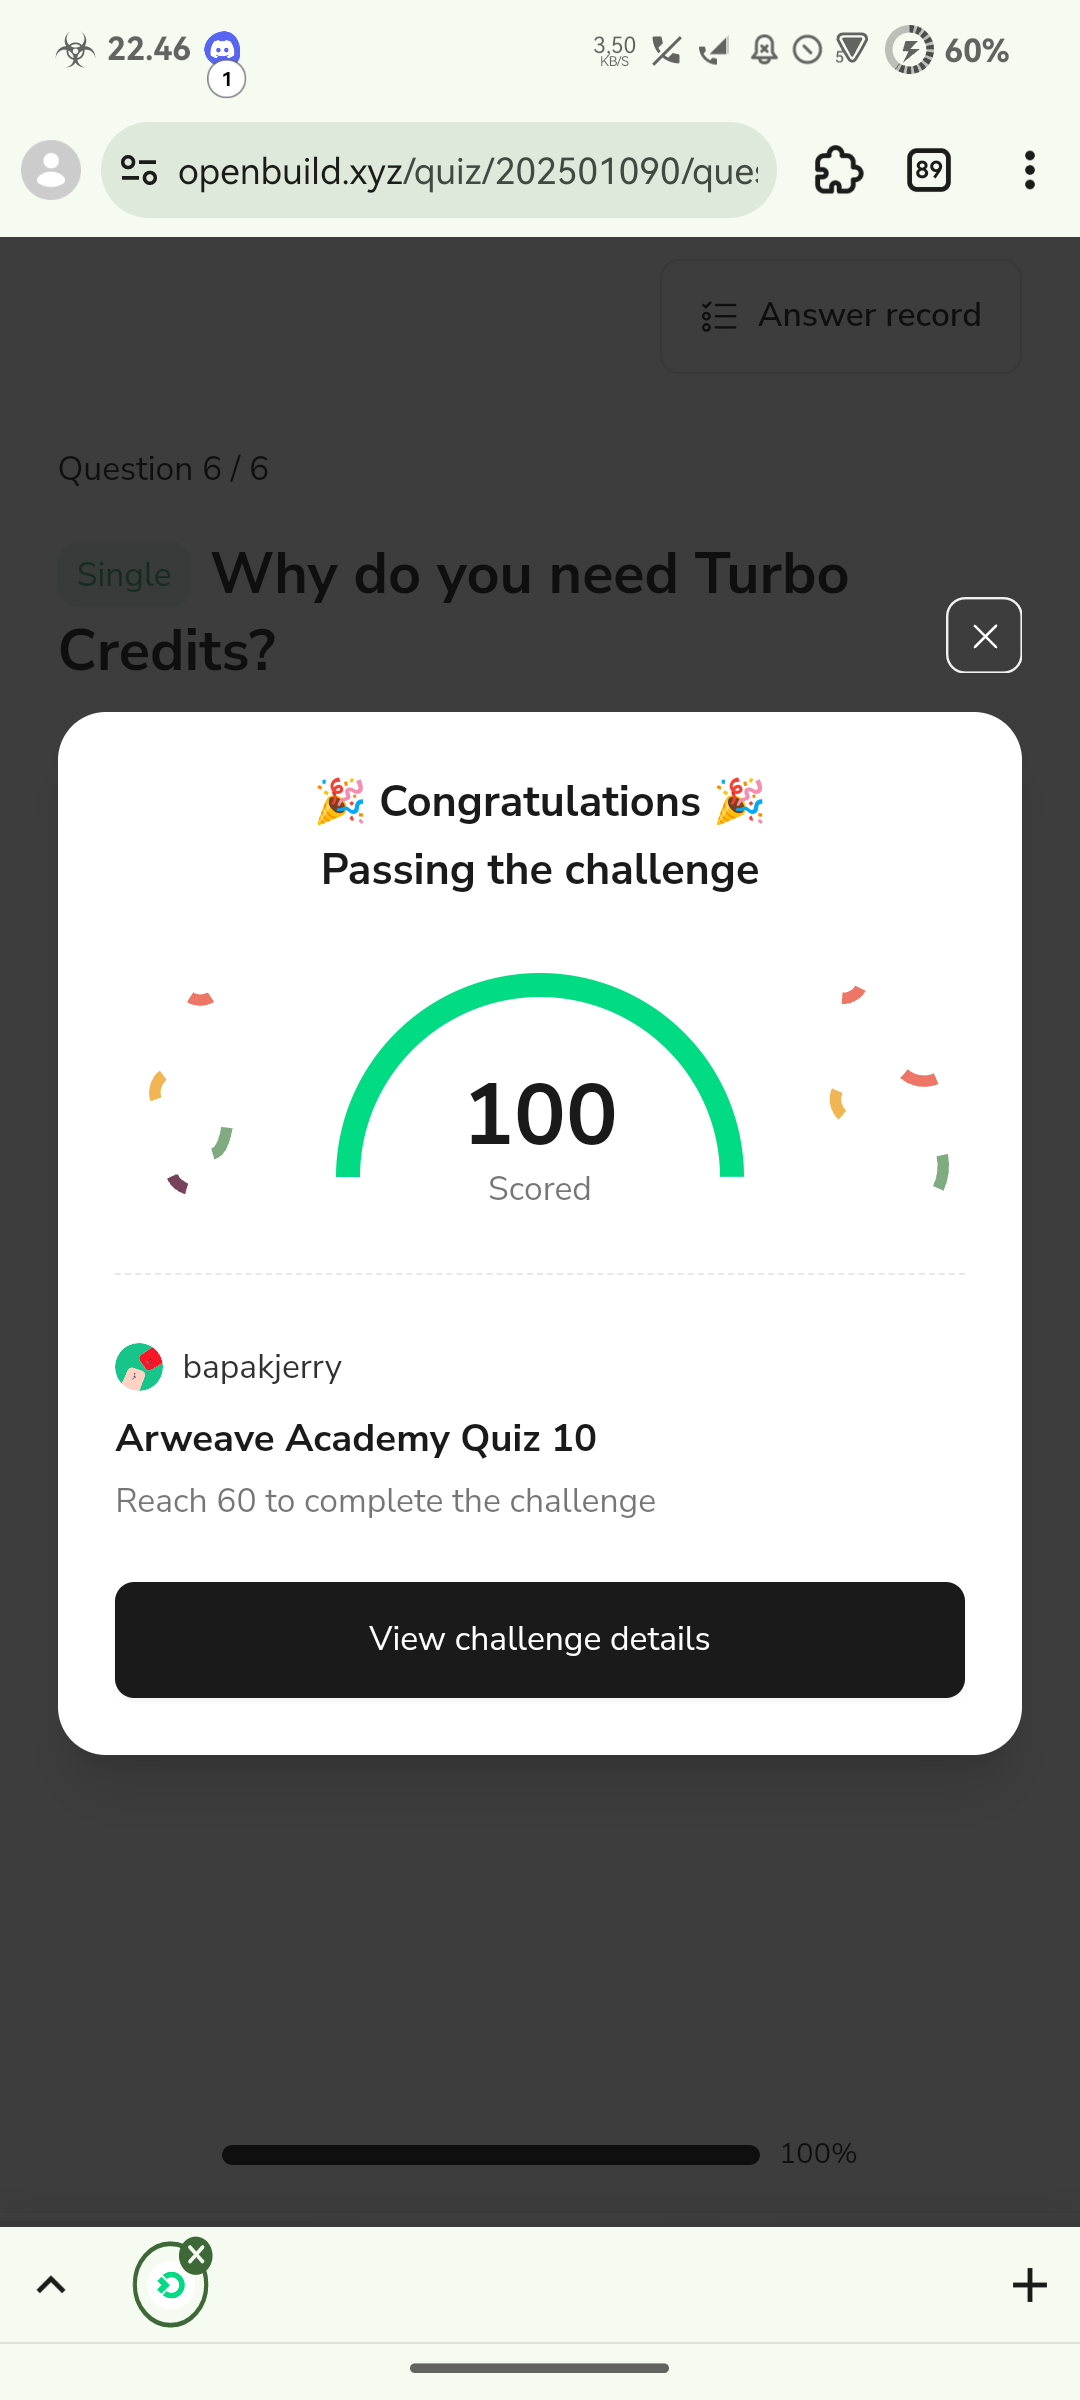 22.46
1
3,50
KB/S
5
60%
openbuild.xyz/quiz/202501090/que
89
Answer record
Question 6 / 6
Single Why do you need Turbo
Credits?
🎉 Congratulations 🎉
Passing the challenge
100
Scored
bapakjerry
Arweave Academy Quiz 10
Reach 60 to complete the challenge
View challenge details
100%